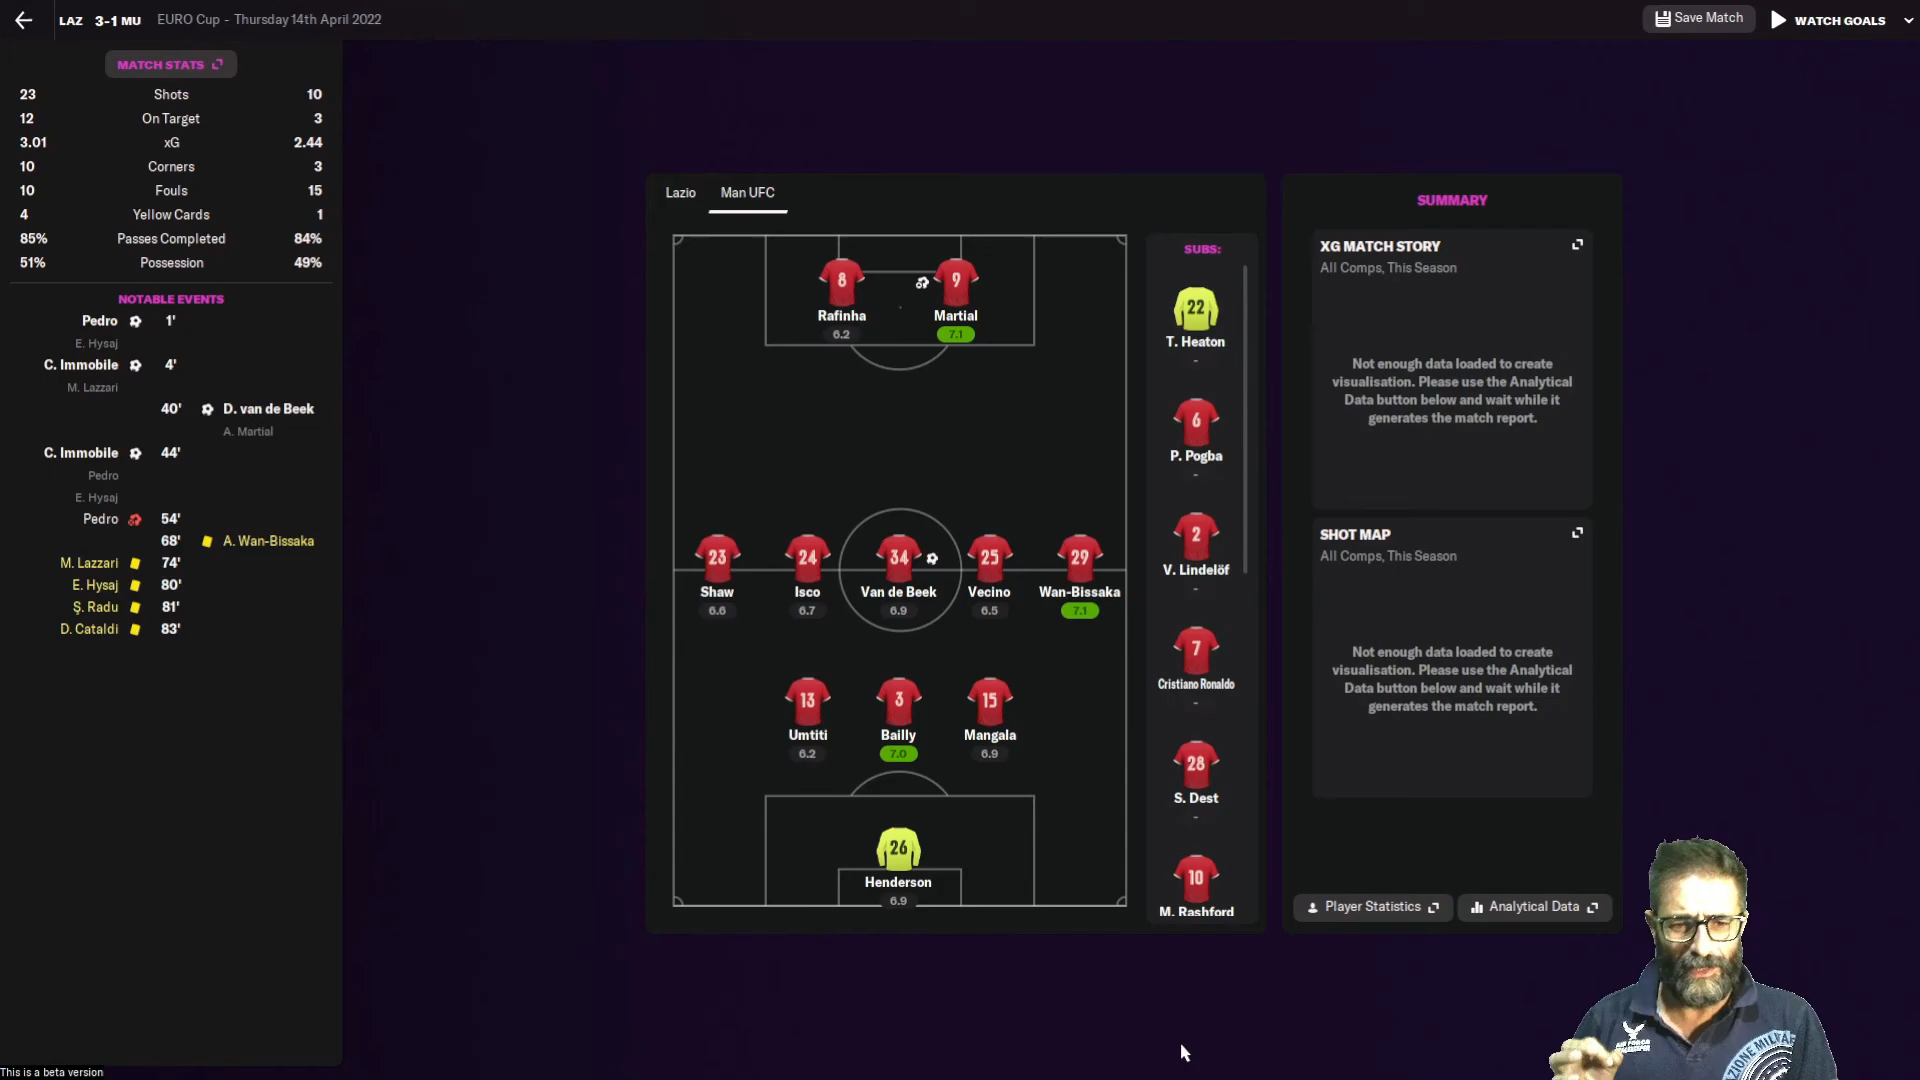 LAZ 3-1 MU EURO Cup - Thursday 14th April 2022
Save Match
WATCH GOALS
MATCH STATS
23 Shots 10
12 On Target 3
3.01 xG 2.44
10 Corners 3
10 Fouls 15
4 Yellow Cards 1
85% Passes Completed 84%
51% Possession 49%
NOTABLE EVENTS
Pedro 1'
E. Hysaj
C. Immobile 4'
M. Lazzari
40' D. van de Beek
A. Martial
C. Immobile 44'
Pedro
E. Hysaj
Pedro 54'
68' A. Wan-Bissaka
M. Lazzari 74'
E. Hysaj 80'
Ş. Radu 81'
D. Cataldi 83'
This is a beta version
Lazio Man UFC
8 9
Rafinha Martial
6.2 7.1
23 24 34 25 29
Shaw Isco Van de Beek Vecino Wan-Bissaka
6.6 6.7 6.9 6.5 7.1
13 3 15
Umtiti Bailly Mangala
6.2 7.0 6.9
26
Henderson
6.9
SUBS:
22
T. Heaton
-
6
P. Pogba
-
2
V. Lindelöf
-
7
Cristiano Ronaldo
-
28
S. Dest
-
10
M. Rashford
SUMMARY
XG MATCH STORY
All Comps, This Season
Not enough data loaded to create
visualisation. Please use the Analytical
Data button below and wait while it
generates the match report.
SHOT MAP
All Comps, This Season
Not enough data loaded to create
visualisation. Please use the Analytical
Data button below and wait while it
generates the match report.
Player Statistics
Analytical Data